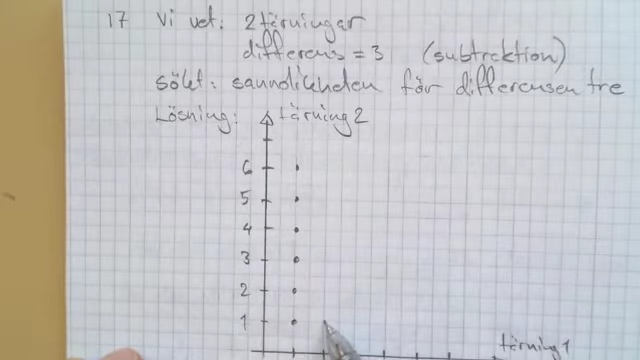 17 Vi vet: 2 tärningar
differens = 3 (subtraktion)
sökt: sannolikheten för differensen tre
Lösning: tärning 2
6
5
4
3
2
1
tärning 1